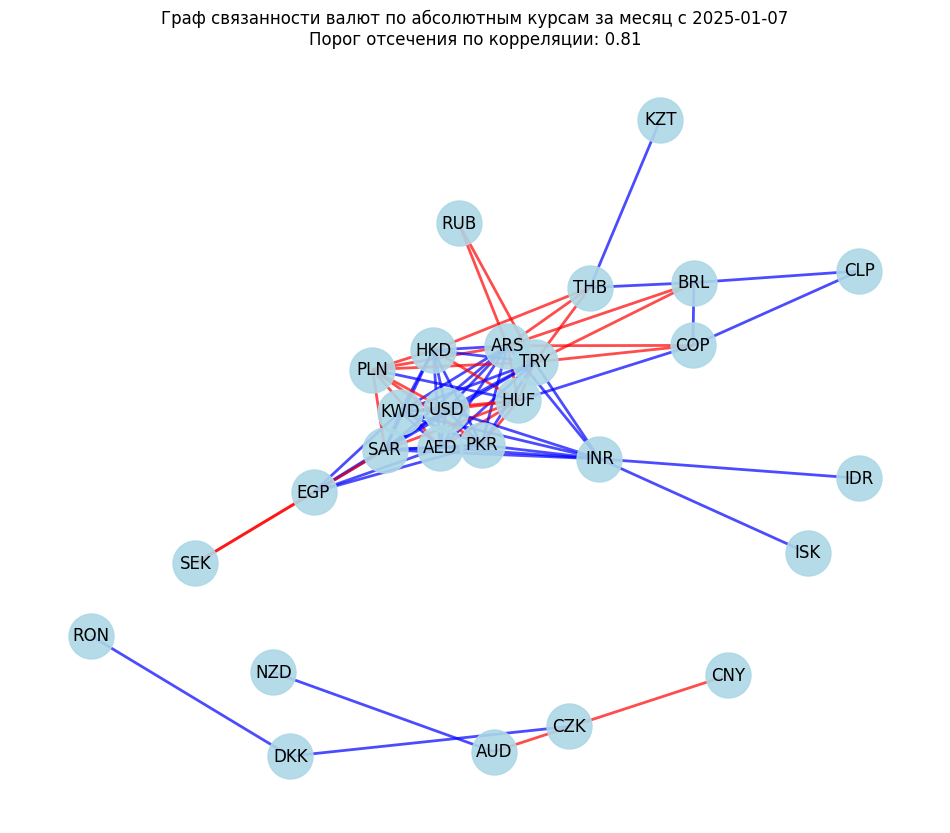 Граф связанности валют по абсолютным курсам за месяц с 2025-01-07
Порог отсечения по корреляции: 0.81
KZT
RUB
CLP
THB
BRL
ARS
COP
HKD
TRY
PLN
HUF
KWD
USD
SAR
AED
PKR
INR
IDR
EGP
ISK
SEK
RON
NZD
CNY
CZK
DKK
AUD